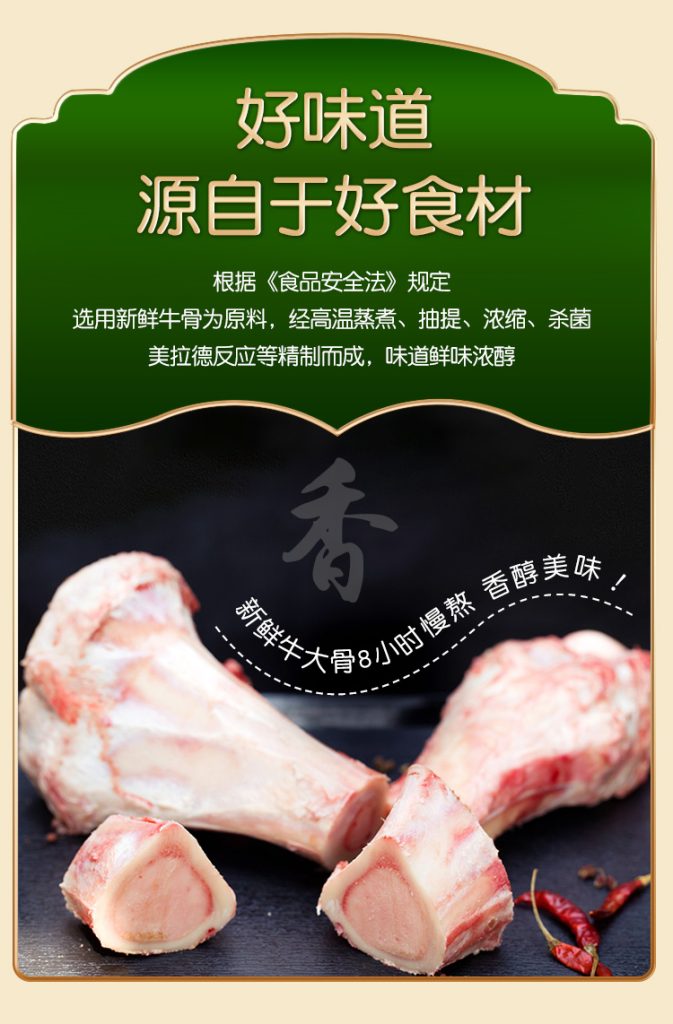 好味道
源自于好食材
根据《食品安全法》规定
选用新鲜牛骨为原料，经高温蒸煮、抽提、浓缩、杀菌
美拉德反应等精制而成，味道鲜味浓醇
香
新鲜牛大骨8小时慢熬 香醇美味！